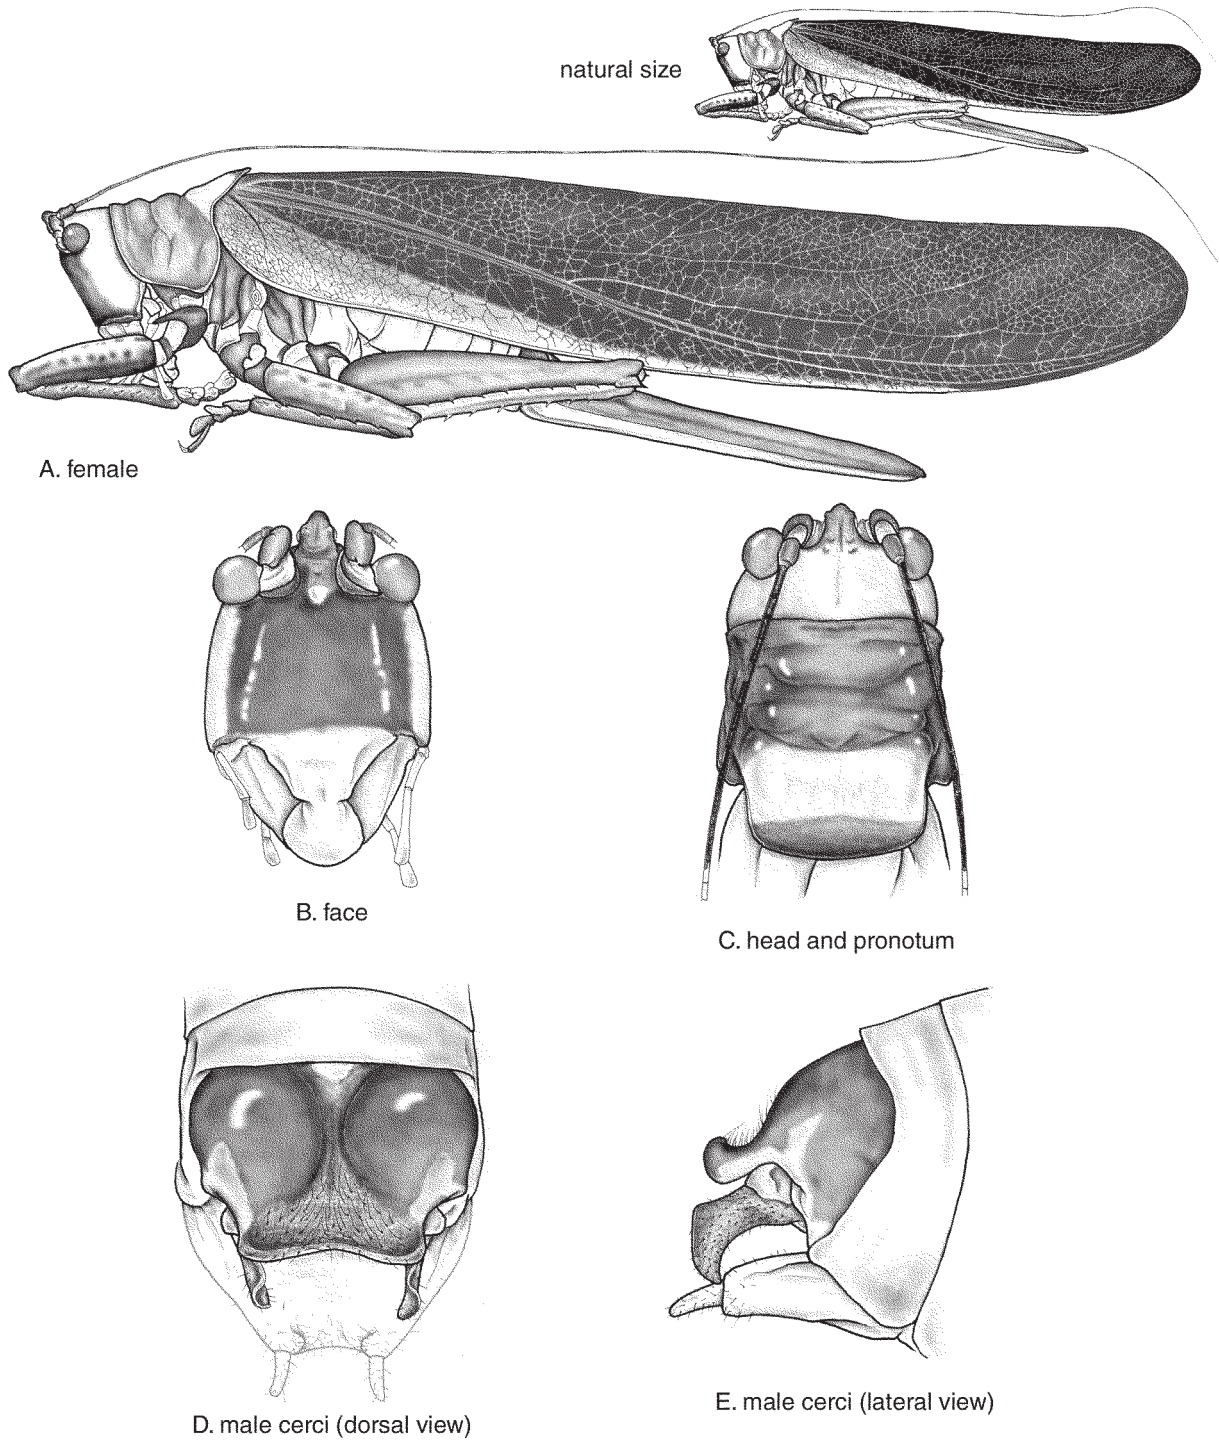 natural size
A. female
B. face
C. head and pronotum
D. male cerci (dorsal view)
E. male cerci (lateral view)